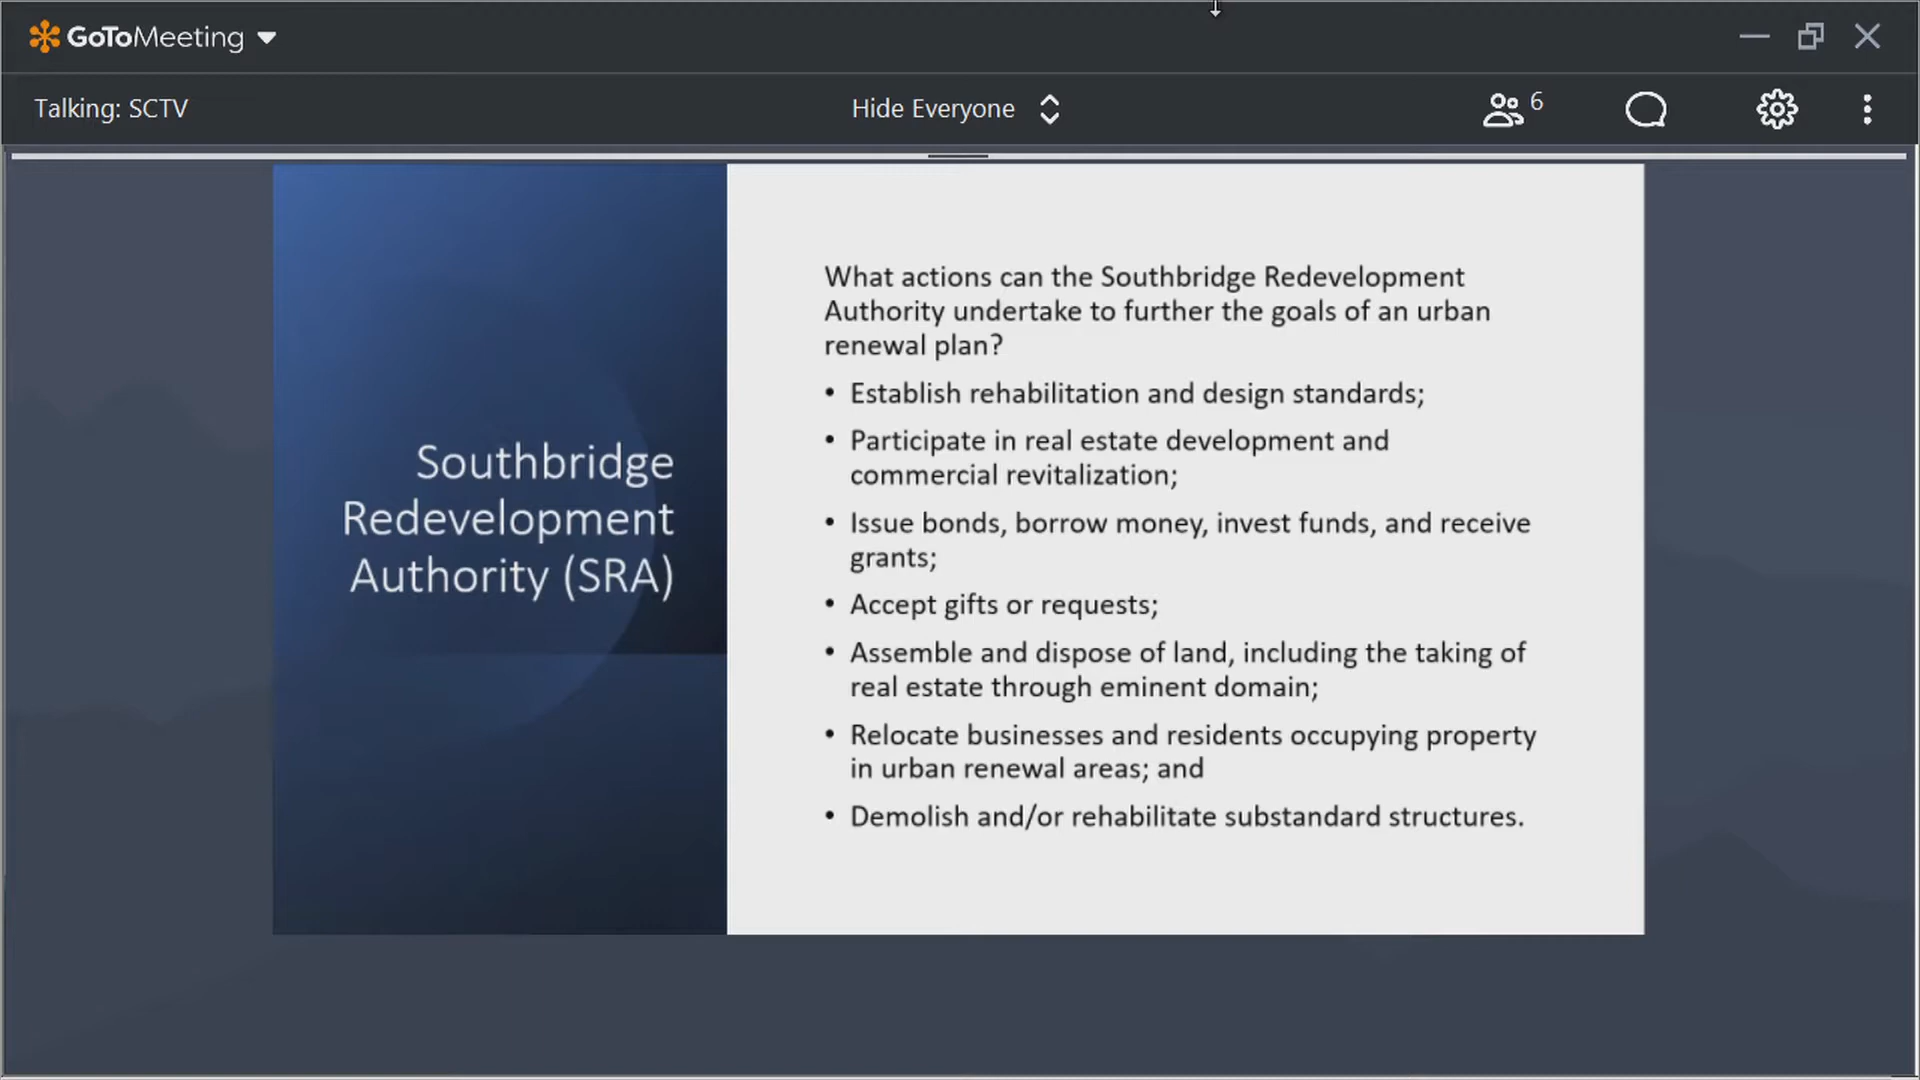 GoToMeeting
Talking: SCTV
Hide Everyone
6
Southbridge
Redevelopment
Authority (SRA)
What actions can the Southbridge Redevelopment
Authority undertake to further the goals of an urban
renewal plan?
• Establish rehabilitation and design standards;
• Participate in real estate development and
commercial revitalization;
• Issue bonds, borrow money, invest funds, and receive
grants;
• Accept gifts or requests;
• Assemble and dispose of land, including the taking of
real estate through eminent domain;
• Relocate businesses and residents occupying property
in urban renewal areas; and
• Demolish and/or rehabilitate substandard structures.